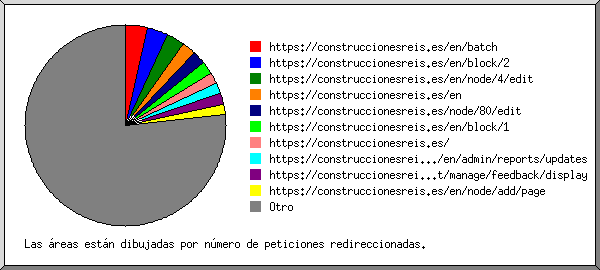 https://construccionesreis.es/en/batch
https://construccionesreis.es/en/block/2
https://construccionesreis.es/en/node/4/edit
https://construccionesreis.es/en
https://construccionesreis.es/node/80/edit
https://construccionesreis.es/en/block/1
https://construccionesreis.es/
https://construccionesrei.../en/admin/reports/updates
https://construccionesrei...t/manage/feedback/display
https://construccionesreis.es/en/node/add/page
Otro
Las áreas están dibujadas por número de peticiones redireccionadas.